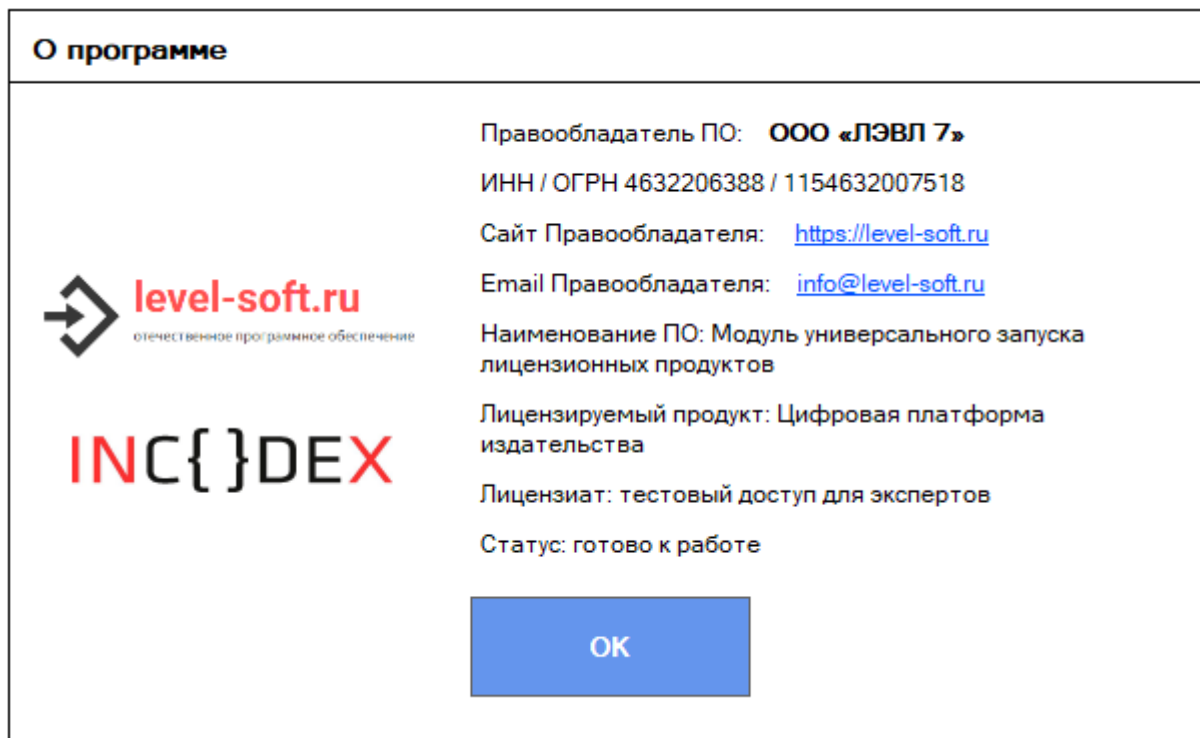 О программе
Правообладатель ПО: ООО «ЛЭВЛ 7»
ИНН / ОГРН 4632206388 / 1154632007518
Сайт Правообладателя: https://level-soft.ru
Email Правообладателя: info@level-soft.ru
level-soft.ru
отечественное программное обеспечение
Наименование ПО: Модуль универсального запуска
лицензионных продуктов
Лицензируемый продукт: Цифровая платформа
издательства
INC{ }DEX
Лицензиат: тестовый доступ для экспертов
Статус: готово к работе
ОК